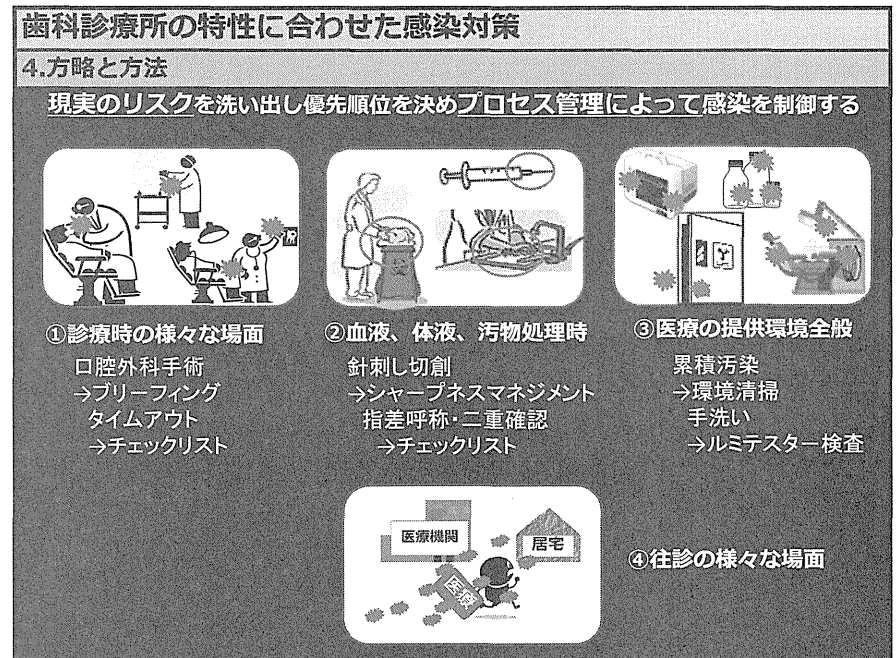 歯科診療所の特性に合わせた感染対策
4.方略と方法
現実のリスクを洗い出し優先順位を決めプロセス管理によって感染を制御する
①診療時の様々な場面
口腔外科手術
→ブリーフィング
タイムアウト
→チェックリスト
②血液、体液、汚物処理時
針刺し切創
→シャープネスマネジメント
指差呼称・二重確認
→チェックリスト
③医療の提供環境全般
累積汚染
→環境清掃
手洗い
→ルミテスター検査
医療機関
居宅
医療
④往診の様々な場面